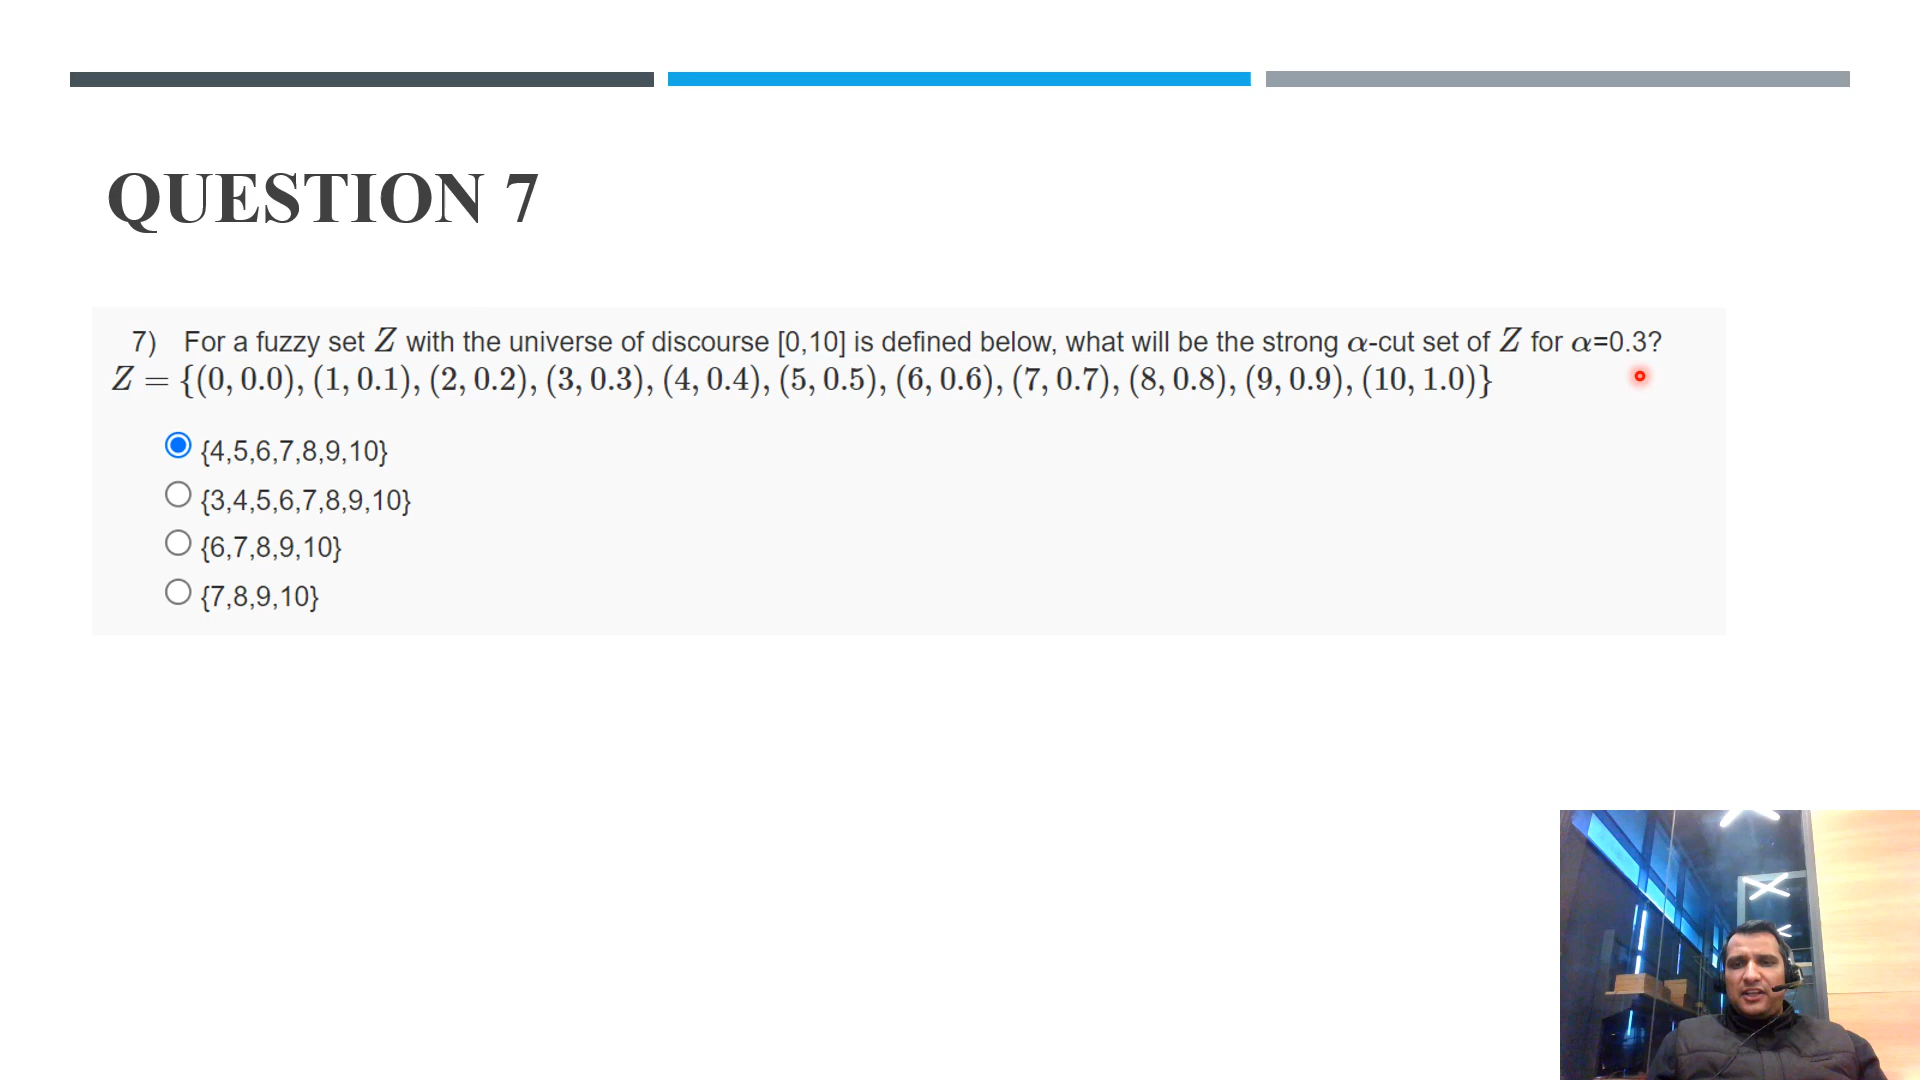 QUESTION 7
7) For a fuzzy set Z with the universe of discourse [0,10] is defined below, what will be the strong α-cut set of Z for α=0.3?
Z = {(0, 0.0), (1, 0.1), (2, 0.2), (3, 0.3), (4, 0.4), (5, 0.5), (6, 0.6), (7, 0.7), (8, 0.8), (9, 0.9), (10, 1.0)}
{4,5,6,7,8,9,10}
{3,4,5,6,7,8,9,10}
{6,7,8,9,10}
{7,8,9,10}